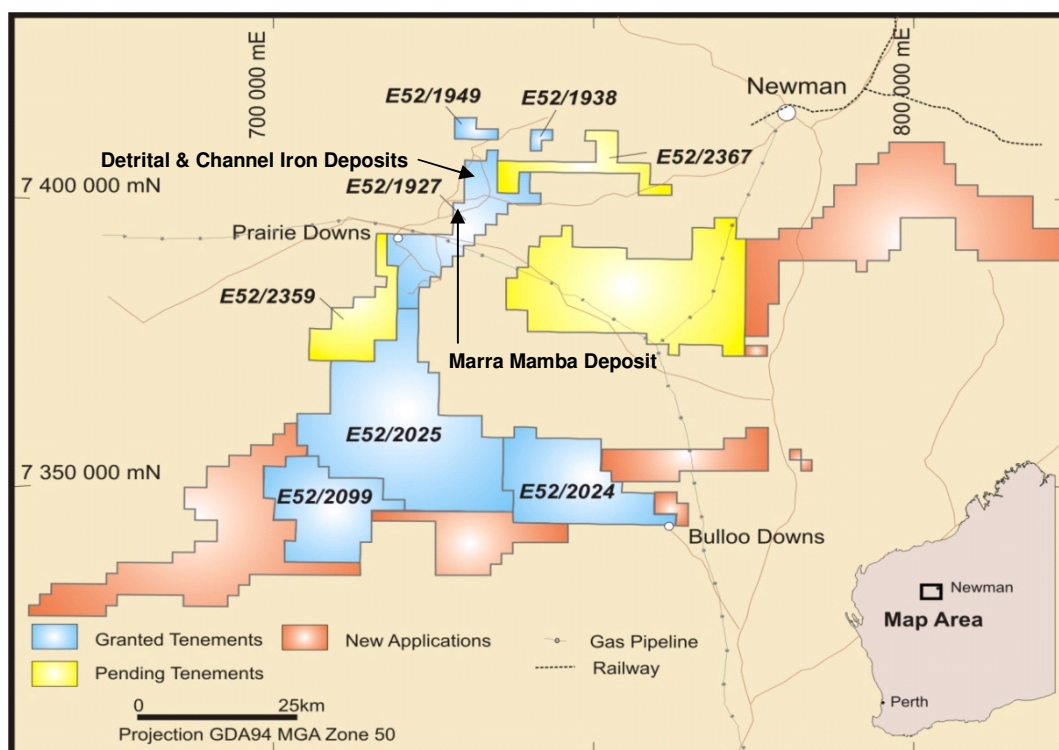 700 000 mE
800 000 mE
Newman
E52/1949
E52/1938
Detrital & Channel Iron Deposits
E52/2367
7 400 000 mN
E52/1927
Prairie Downs
E52/2359
Marra Mamba Deposit
E52/2025
7 350 000 mN
E52/2099
E52/2024
Bulloo Downs
Newman
Map Area
Perth
Granted Tenements
New Applications
Gas Pipeline
Railway
Pending Tenements
0
25km
Projection GDA94 MGA Zone 50